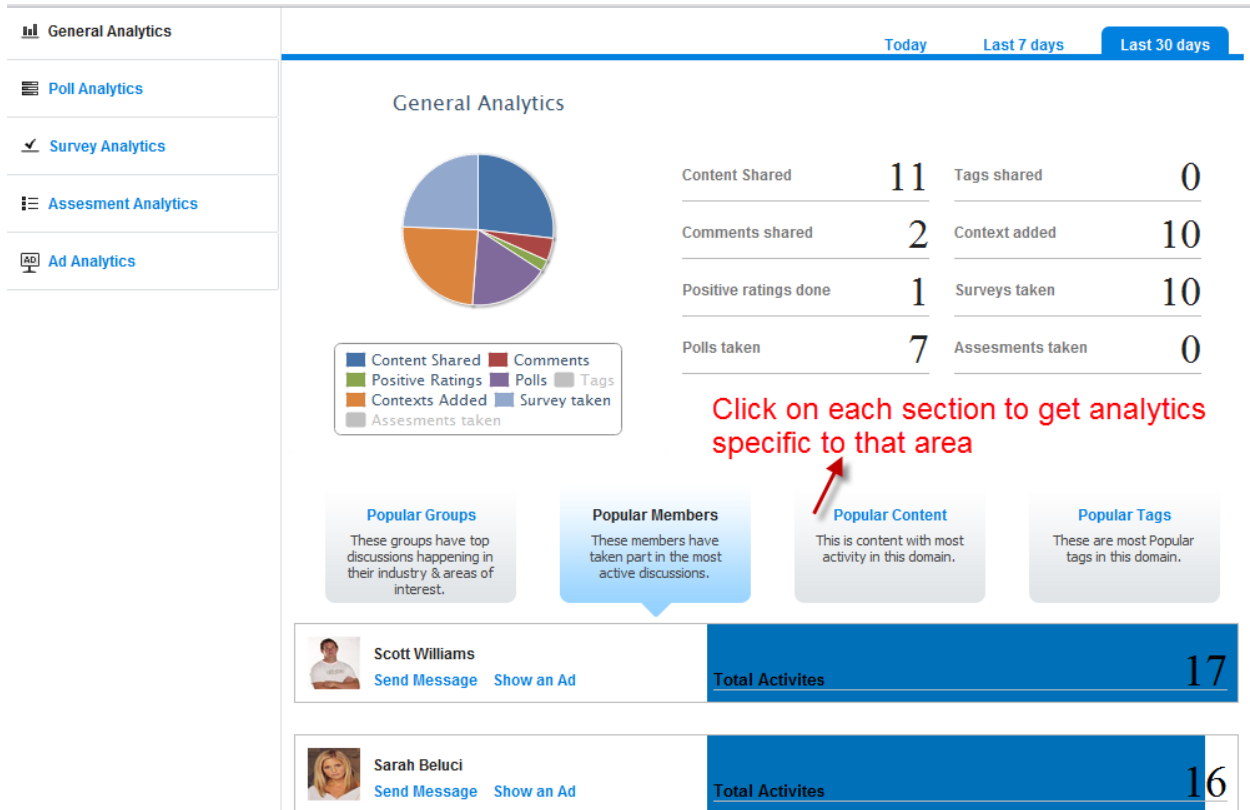 General Analytics
Poll Analytics
Survey Analytics
Assesment Analytics
AD
Ad Analytics
Today Last 7 days Last 30 days
General Analytics
Content Shared 11 Tags shared 0
Comments shared 2 Context added 10
Positive ratings done 1 Surveys taken 10
Polls taken 7 Assesments taken 0
Content Shared Comments
Positive Ratings Polls Tags
Contexts Added Survey taken
Assesments taken
Click on each section to get analytics
specific to that area
Popular Groups
These groups have top
discussions happening in
their industry & areas of
interest.
Popular Members
These members have
taken part in the most
active discussions.
Popular Content
This is content with most
activity in this domain.
Popular Tags
These are most Popular
tags in this domain.
Scott Williams
Send Message Show an Ad
Total Activites 17
Sarah Beluci
Send Message Show an Ad
Total Activites 16